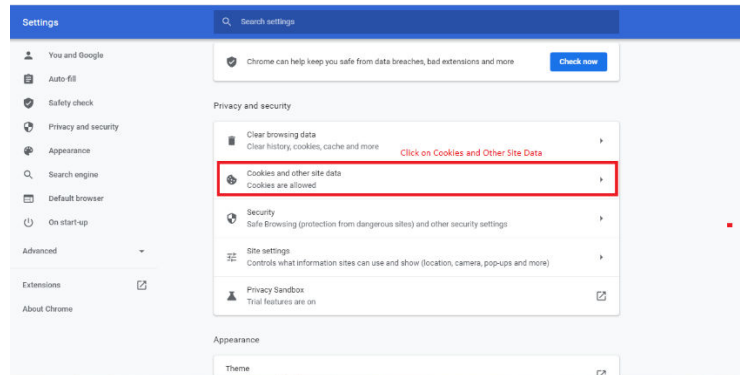 Settings
Search settings
You and Google
Auto-fill
Safety check
Privacy and security
Appearance
Search engine
Default browser
On start-up
Advanced
Extensions
About Chrome
Chrome can help keep you safe from data breaches, bad extensions and more
Check now
Privacy and security
Clear browsing data
Clear history, cookies, cache and more
Click on Cookies and Other Site Data
Cookies and other site data
Cookies are allowed
Security
Safe Browsing (protection from dangerous sites) and other security settings
Site settings
Controls what information sites can use and show (location, camera, pop-ups and more)
Privacy Sandbox
Trial features are on
Appearance
Theme